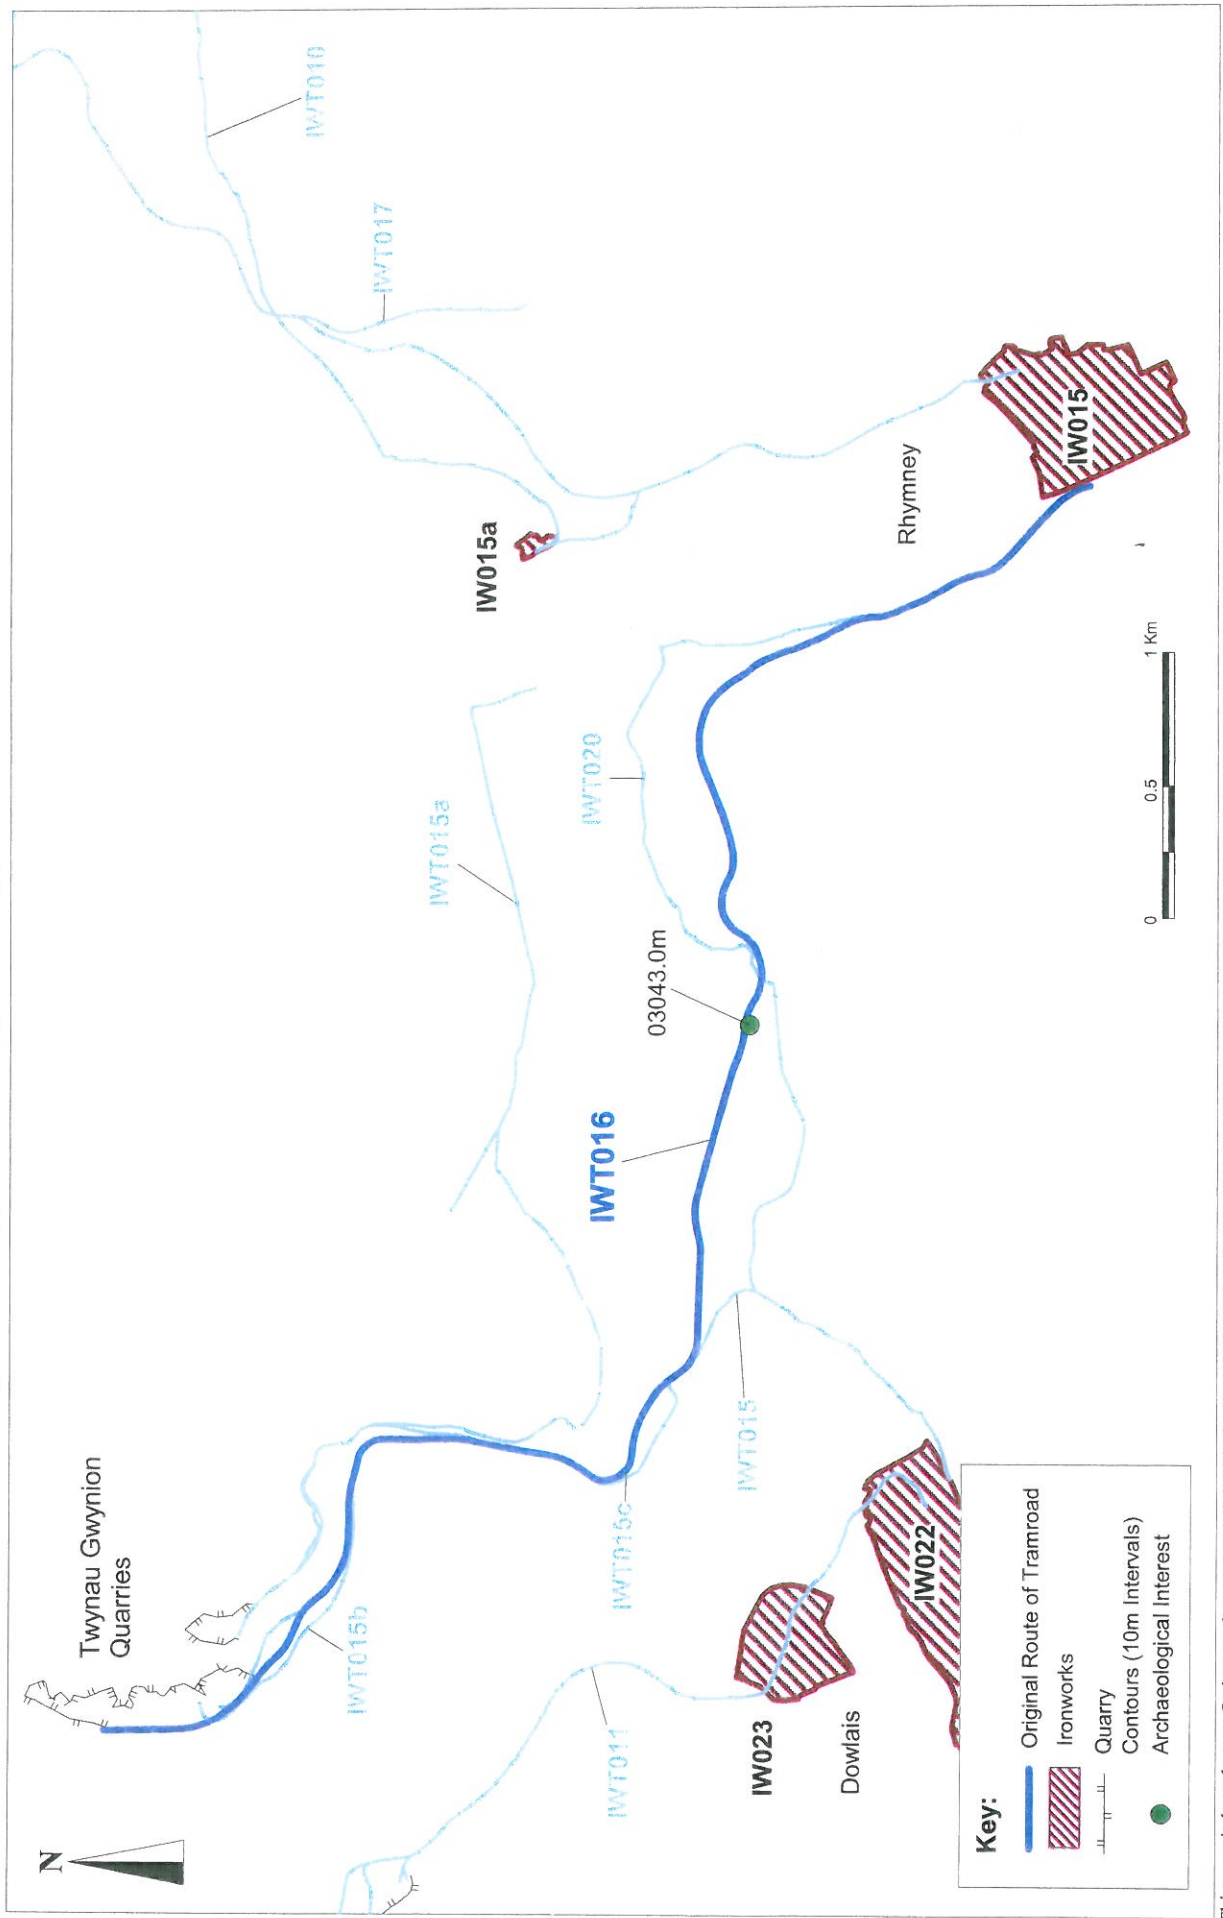 N
Twynau Gwynion
Quarries
IWT010
IWT017
IWT015b
IWT015a
IW015a
IWT016
IWT020
IWT015c
IWT011
03043.0m
IWT015
IW023
Dowlais
IW022
Rhymney
IW015
Key:
Original Route of Tramroad
Ironworks
Quarry
Contours (10m Intervals)
Archaeological Interest
0
0.5
1 Km